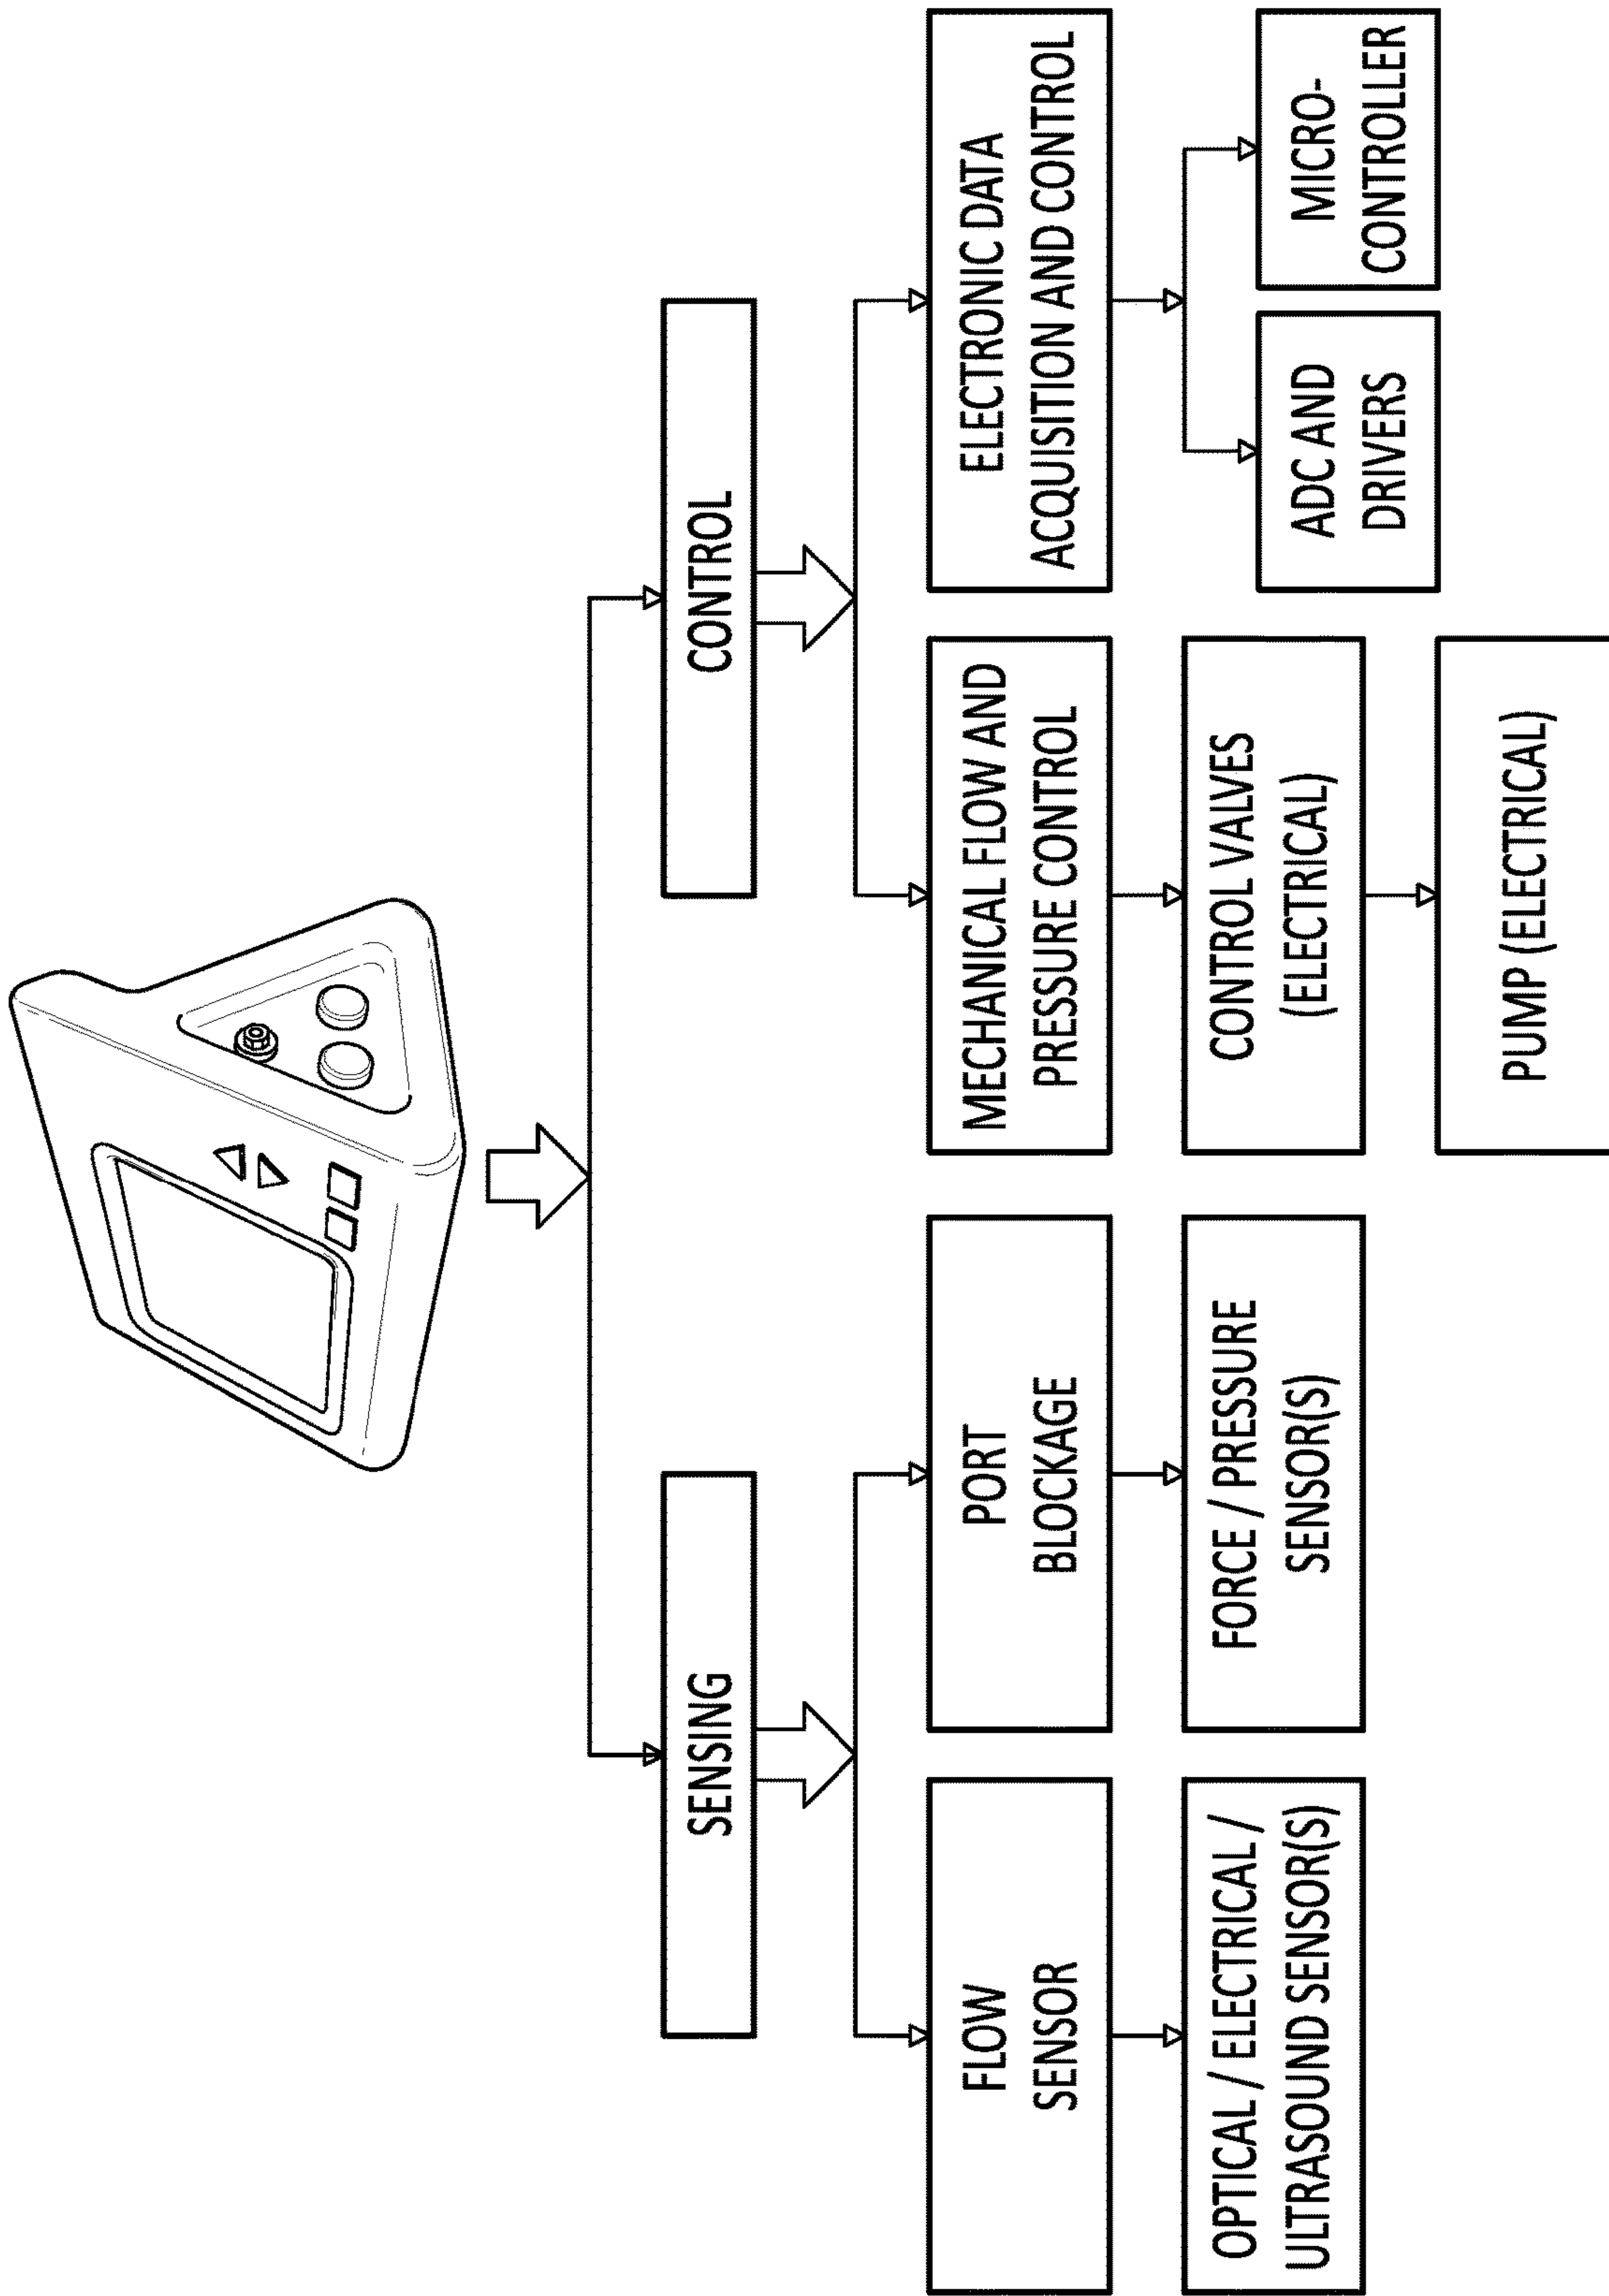 SENSING
CONTROL
FLOW
SENSOR
PORT
BLOCKAGE
MECHANICAL FLOW AND
PRESSURE CONTROL
ELECTRONIC DATA
ACQUISITION AND CONTROL
OPTICAL / ELECTRICAL /
ULTRASOUND SENSOR(S)
FORCE / PRESSURE
SENSOR(S)
CONTROL VALVES
(ELECTRICAL)
ADC AND
DRIVERS
MICRO-
CONTROLLER
PUMP (ELECTRICAL)